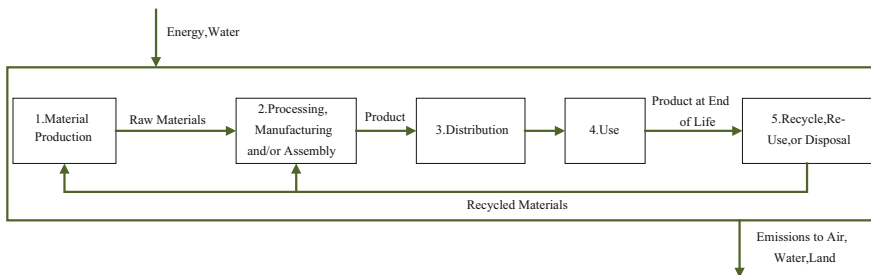 Energy,Water
1.Material
Production
Raw Materials
2.Processing,
Manufacturing
and/or Assembly
Product
3.Distribution
4.Use
Product at End
of Life
5.Recycle,Re-
Use,or Disposal
Recycled Materials
Emissions to Air,
Water,Land